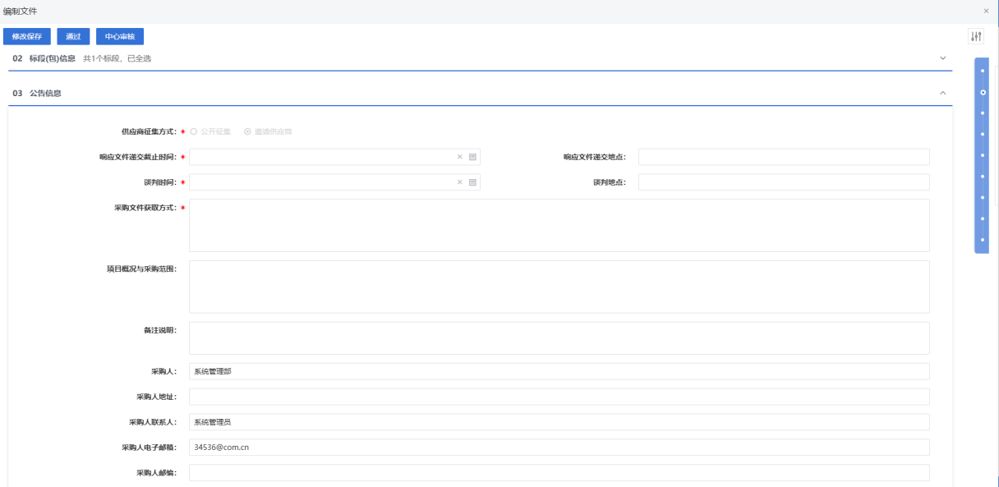 编制文件
修改保存 通过 中心审核
02 标段(包)信息 共1个标段，已全选
03 公告信息
供应商征集方式：* 公开征集 邀请供应商
响应文件递交截止时间：* 响应文件递交地点：
谈判时间：* 谈判地点：
采购文件获取方式：*
项目概况与采购范围：
备注说明：
采购人： 系统管理部
采购人地址：
采购人联系人： 系统管理员
采购人电子邮箱： 34536@com.cn
采购人邮编：